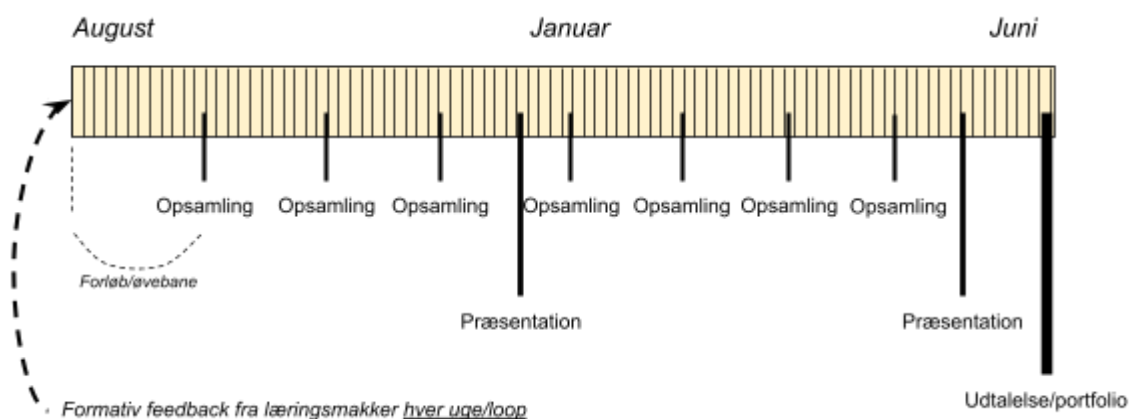 August
Januar
Juni
Opsamling
Opsamling
Opsamling
Opsamling
Opsamling
Opsamling
Opsamling
Forløb/øvebane
Præsentation
Præsentation
Udtalelse/portfolio
Formativ feedback fra læringsmakker hver uge/loop